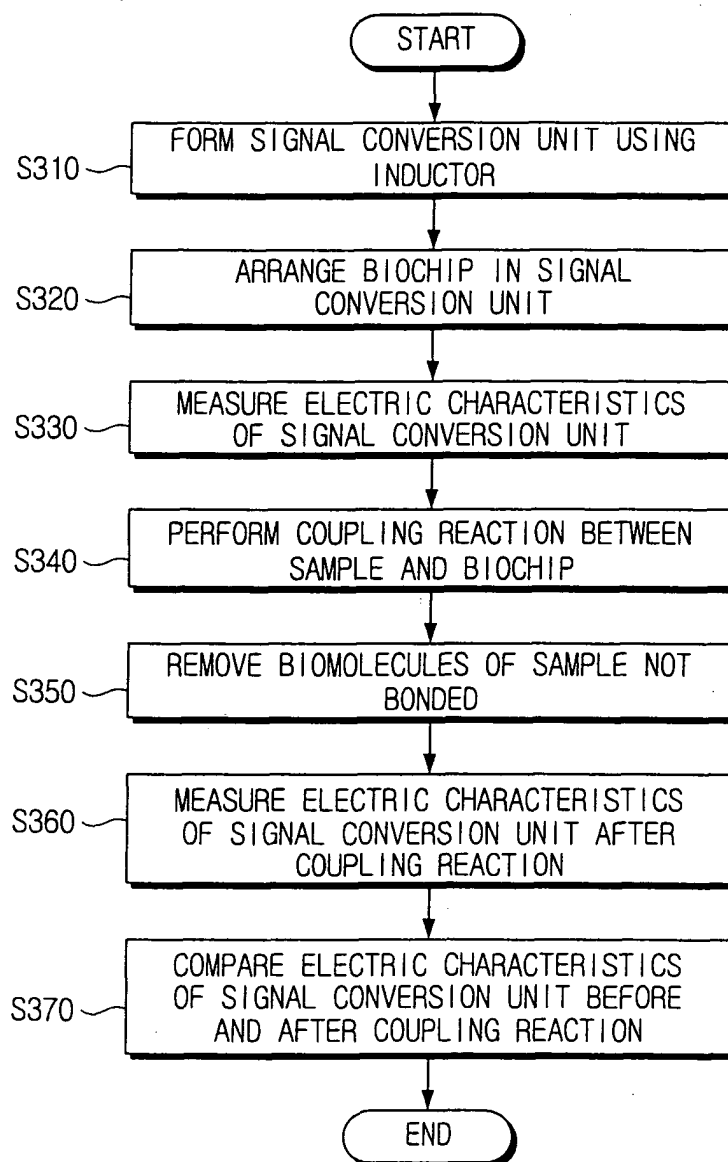 START
S310
FORM SIGNAL CONVERSION UNIT USING
INDUCTOR
S320
ARRANGE BIOCHIP IN SIGNAL
CONVERSION UNIT
S330
MEASURE ELECTRIC CHARACTERISTICS
OF SIGNAL CONVERSION UNIT
S340
PERFORM COUPLING REACTION BETWEEN
SAMPLE AND BIOCHIP
S350
REMOVE BIOMOLECULES OF SAMPLE NOT
BONDED
S360
MEASURE ELECTRIC CHARACTERISTICS
OF SIGNAL CONVERSION UNIT AFTER
COUPLING REACTION
S370
COMPARE ELECTRIC CHARACTERISTICS
OF SIGNAL CONVERSION UNIT BEFORE
AND AFTER COUPLING REACTION
END